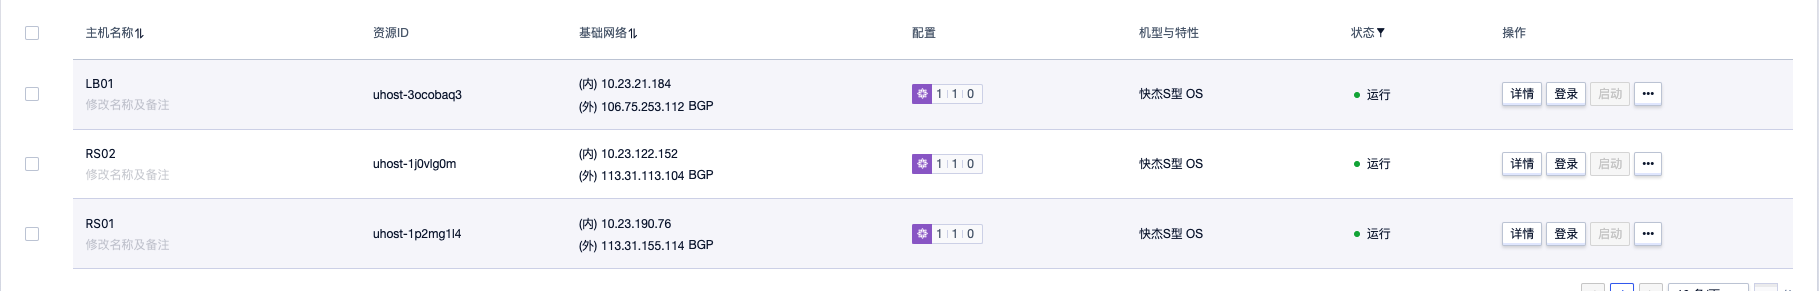 主机名称 资源ID 基础网络 配置 机型与特性 状态 操作
LB01
修改名称及备注
uhost-3ocobaq3
(内) 10.23.21.184
(外) 106.75.253.112 BGP
1 1 0
快杰S型 OS
运行
详情 登录 启动 ···
RS02
修改名称及备注
uhost-1j0vlg0m
(内) 10.23.122.152
(外) 113.31.113.104 BGP
1 1 0
快杰S型 OS
运行
详情 登录 启动 ···
RS01
修改名称及备注
uhost-1p2mg1l4
(内) 10.23.190.76
(外) 113.31.155.114 BGP
1 1 0
快杰S型 OS
运行
详情 登录 启动 ···